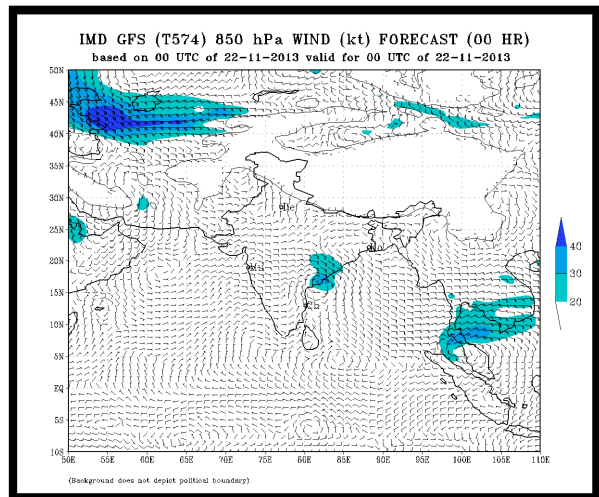 IMD GFS (T574) 850 hPa WIND (kt) FORECAST (00 HR)
based on 00 UTC of 22-11-2013 valid for 00 UTC of 22-11-2013
50N
45N
40N
35N
30N
25N
20N
15N
10N
5N
EQ
5S
10S
50E 55E 60E 65E 70E 75E 80E 85E 90E 95E 100E 105E 110E
40
30
20
(Background does not depict political boundary)